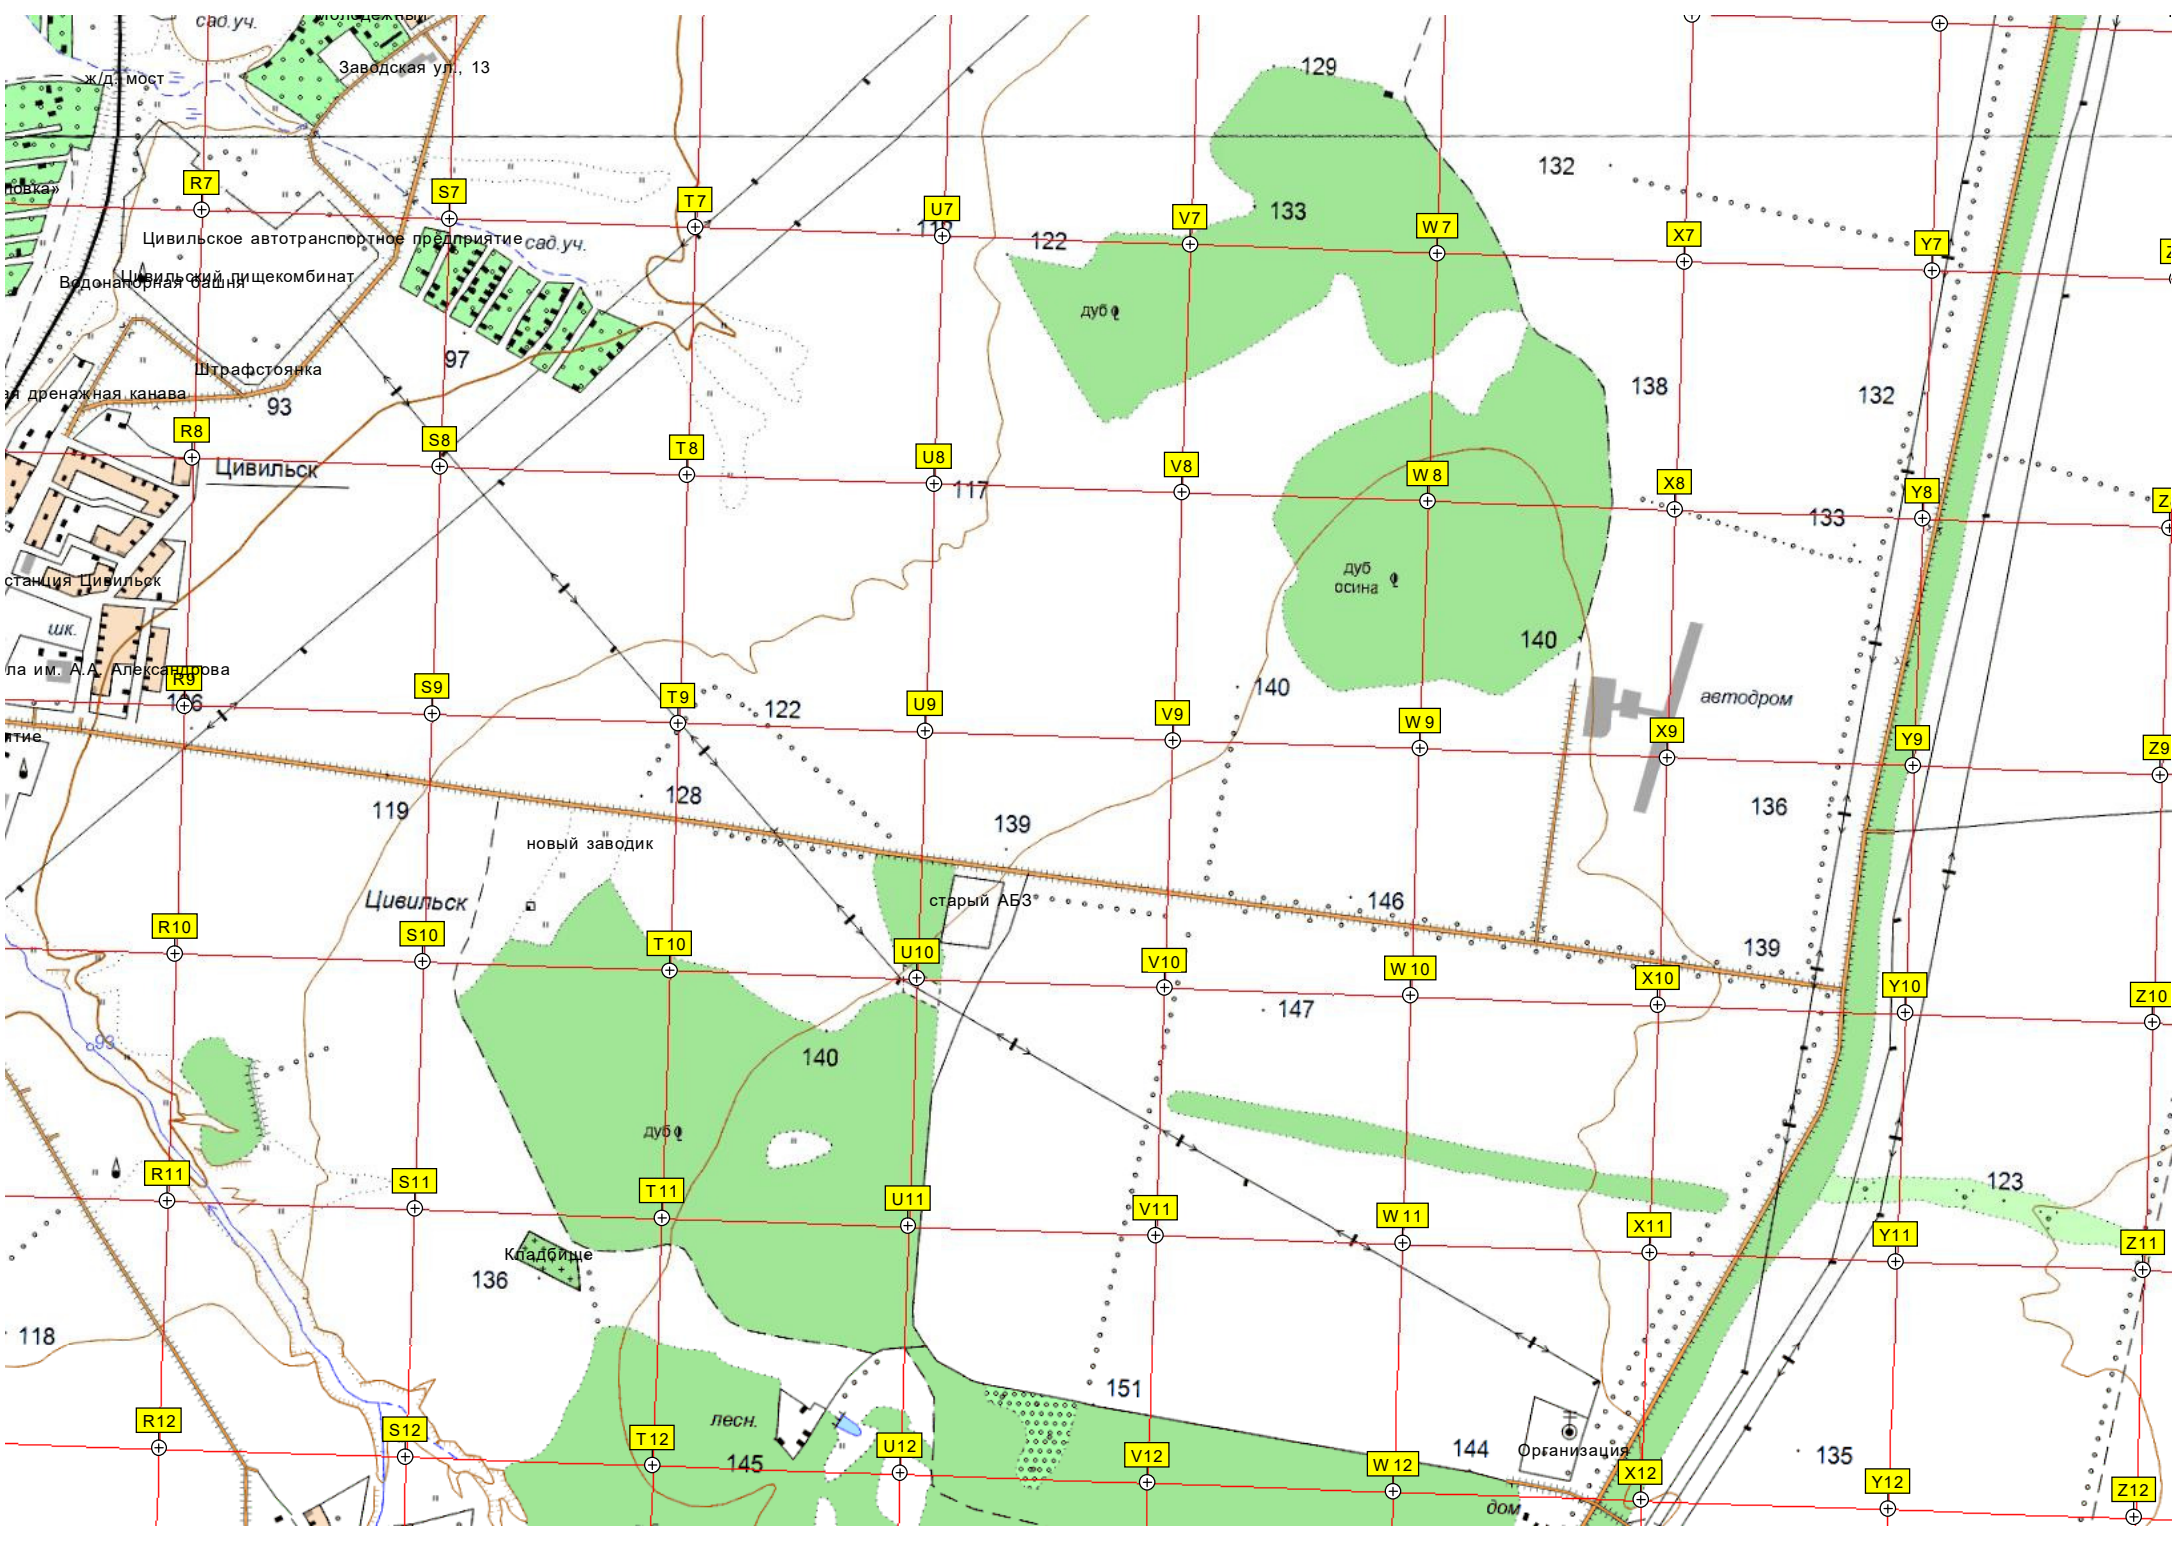 сад.уч.
Молодёжный
Заводская ул., 13
ж/д. мост
129
132
R7
S7
T7
U7
V7
W7
X7
Y7
133
122
Цивильское автотранспортное предприятие
сад.уч.
Цивильский пищекомбинат
Водонапорная башня
дуб
97
Штрафстоянка
дренажная канава
93
138
132
R8
S8
T8
U8
V8
W8
X8
Y8
Цивильск
117
133
дуб
осина
станция Цивильск
шк.
140
ла им. А.А. Александрова
140
автодром
R9
S9
T9
U9
V9
W9
X9
Y9
Z9
122
128
119
139
136
новый заводик
Цивильск
старый АБЗ
146
139
R10
S10
T10
U10
V10
W10
X10
Y10
Z10
147
93
140
дуб
123
R11
S11
T11
U11
V11
W11
X11
Y11
Z11
Кладбище
136
118
151
лесн.
145
144
Организация
135
R12
S12
T12
U12
V12
W12
X12
Y12
Z12
дом